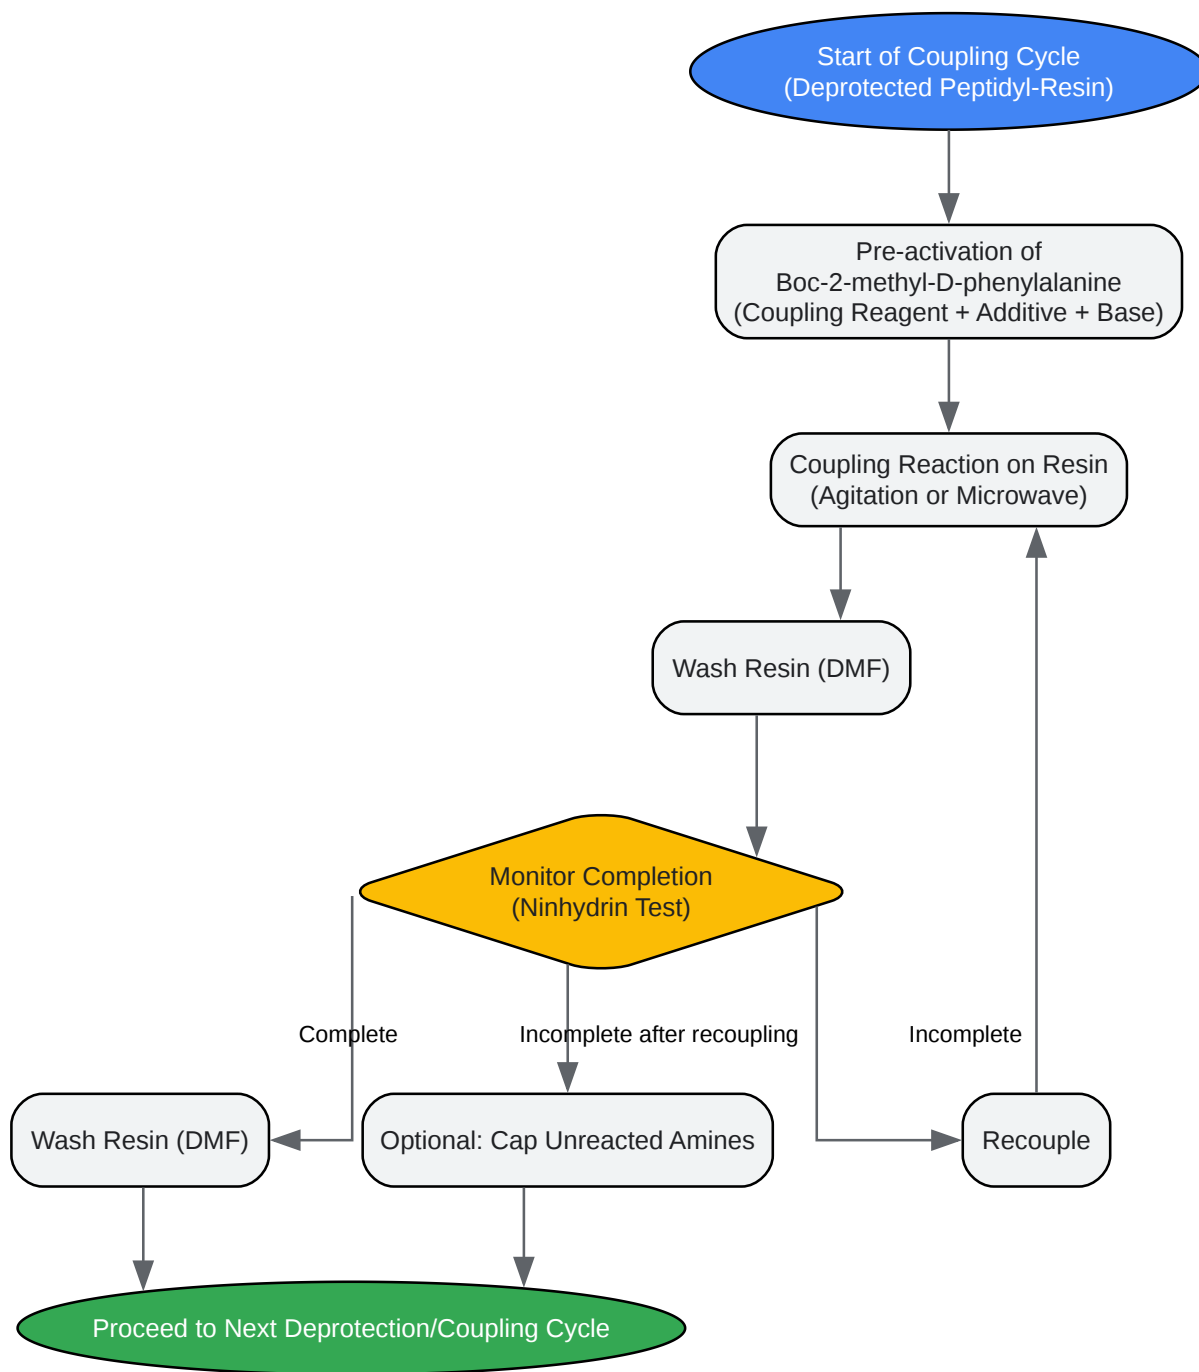 Start of Coupling Cycle
(Deprotected Peptidyl-Resin)
Pre-activation of
Boc-2-methyl-D-phenylalanine
(Coupling Reagent + Additive + Base)
Coupling Reaction on Resin
(Agitation or Microwave)
Wash Resin (DMF)
Monitor Completion
(Ninhydrin Test)
Complete
Incomplete after recoupling
Incomplete
Wash Resin (DMF)
Optional: Cap Unreacted Amines
Recouple
Proceed to Next Deprotection/Coupling Cycle